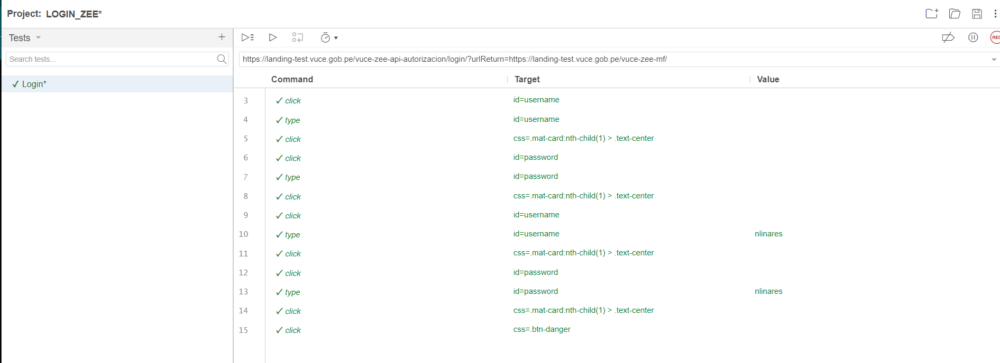 Project: LOGIN_ZEE*
Tests
Search tests...
Login*
REC
https://landing-test.vuce.gob.pe/vuce-zee-api-autorizacion/login/?urlReturn=https://landing-test.vuce.gob.pe/vuce-zee-mf/
Command Target Value
3 click id=username
4 type id=username
5 click css=.mat-card:nth-child(1) > .text-center
6 click id=password
7 type id=password
8 click css=.mat-card:nth-child(1) > .text-center
9 click id=username
10 type id=username nlinares
11 click css=.mat-card:nth-child(1) > .text-center
12 click id=password
13 type id=password nlinares
14 click css=.mat-card:nth-child(1) > .text-center
15 click css=.btn-danger